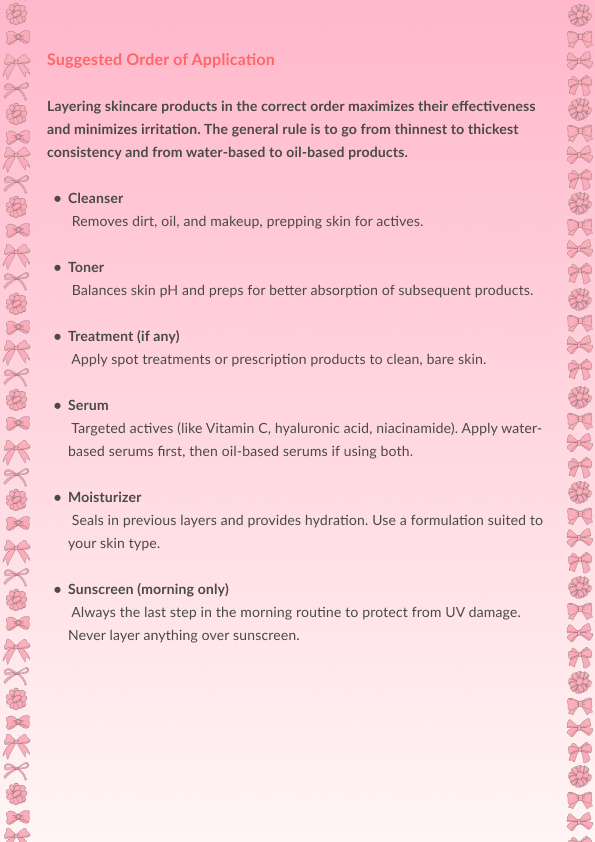 Suggested Order of Application
Layering skincare products in the correct order maximizes their effectiveness
and minimizes irritation. The general rule is to go from thinnest to thickest
consistency and from water-based to oil-based products.
● Cleanser
Removes dirt, oil, and makeup, prepping skin for actives.
● Toner
Balances skin pH and preps for better absorption of subsequent products.
● Treatment (if any)
Apply spot treatments or prescription products to clean, bare skin.
● Serum
Targeted actives (like Vitamin C, hyaluronic acid, niacinamide). Apply water-
based serums first, then oil-based serums if using both.
● Moisturizer
Seals in previous layers and provides hydration. Use a formulation suited to
your skin type.
● Sunscreen (morning only)
Always the last step in the morning routine to protect from UV damage.
Never layer anything over sunscreen.